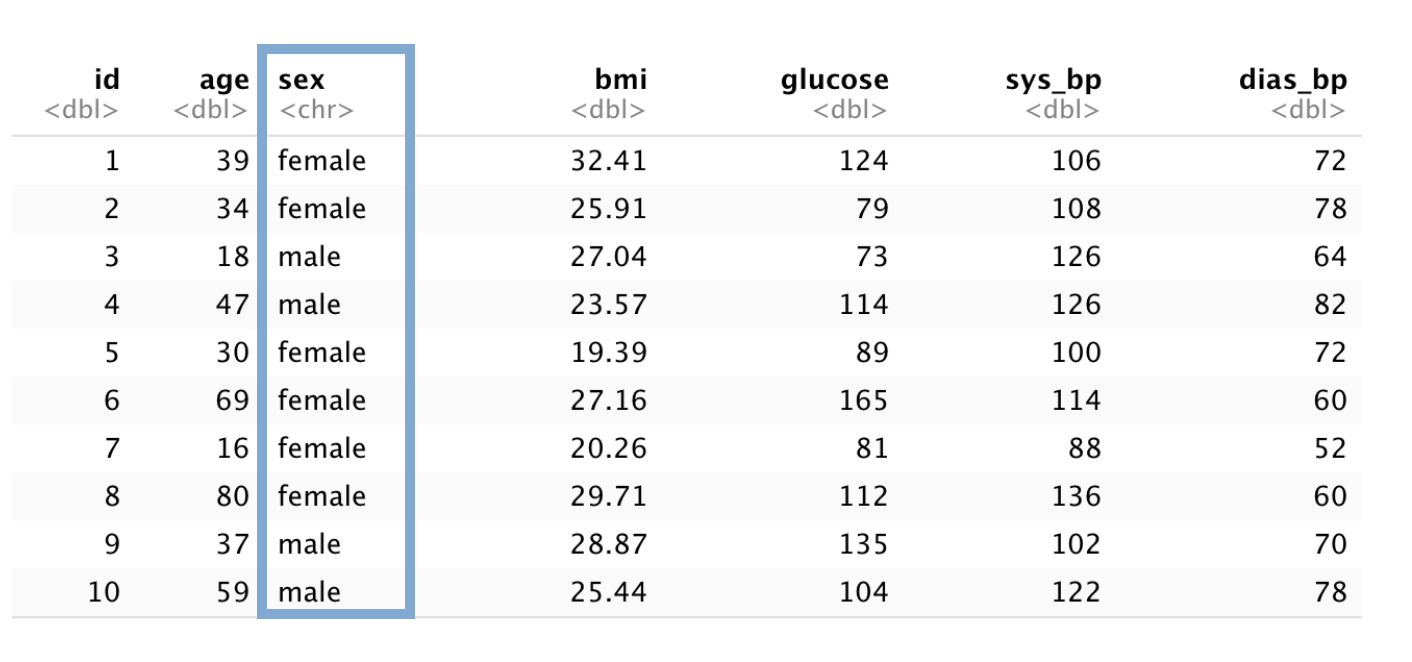 id age sex bmi glucose sys_bp dias_bp
<dbl> <dbl> <chr> <dbl> <dbl> <dbl> <dbl>
1 39 female 32.41 124 106 72
2 34 female 25.91 79 108 78
3 18 male 27.04 73 126 64
4 47 male 23.57 114 126 82
5 30 female 19.39 89 100 72
6 69 female 27.16 165 114 60
7 16 female 20.26 81 88 52
8 80 female 29.71 112 136 60
9 37 male 28.87 135 102 70
10 59 male 25.44 104 122 78